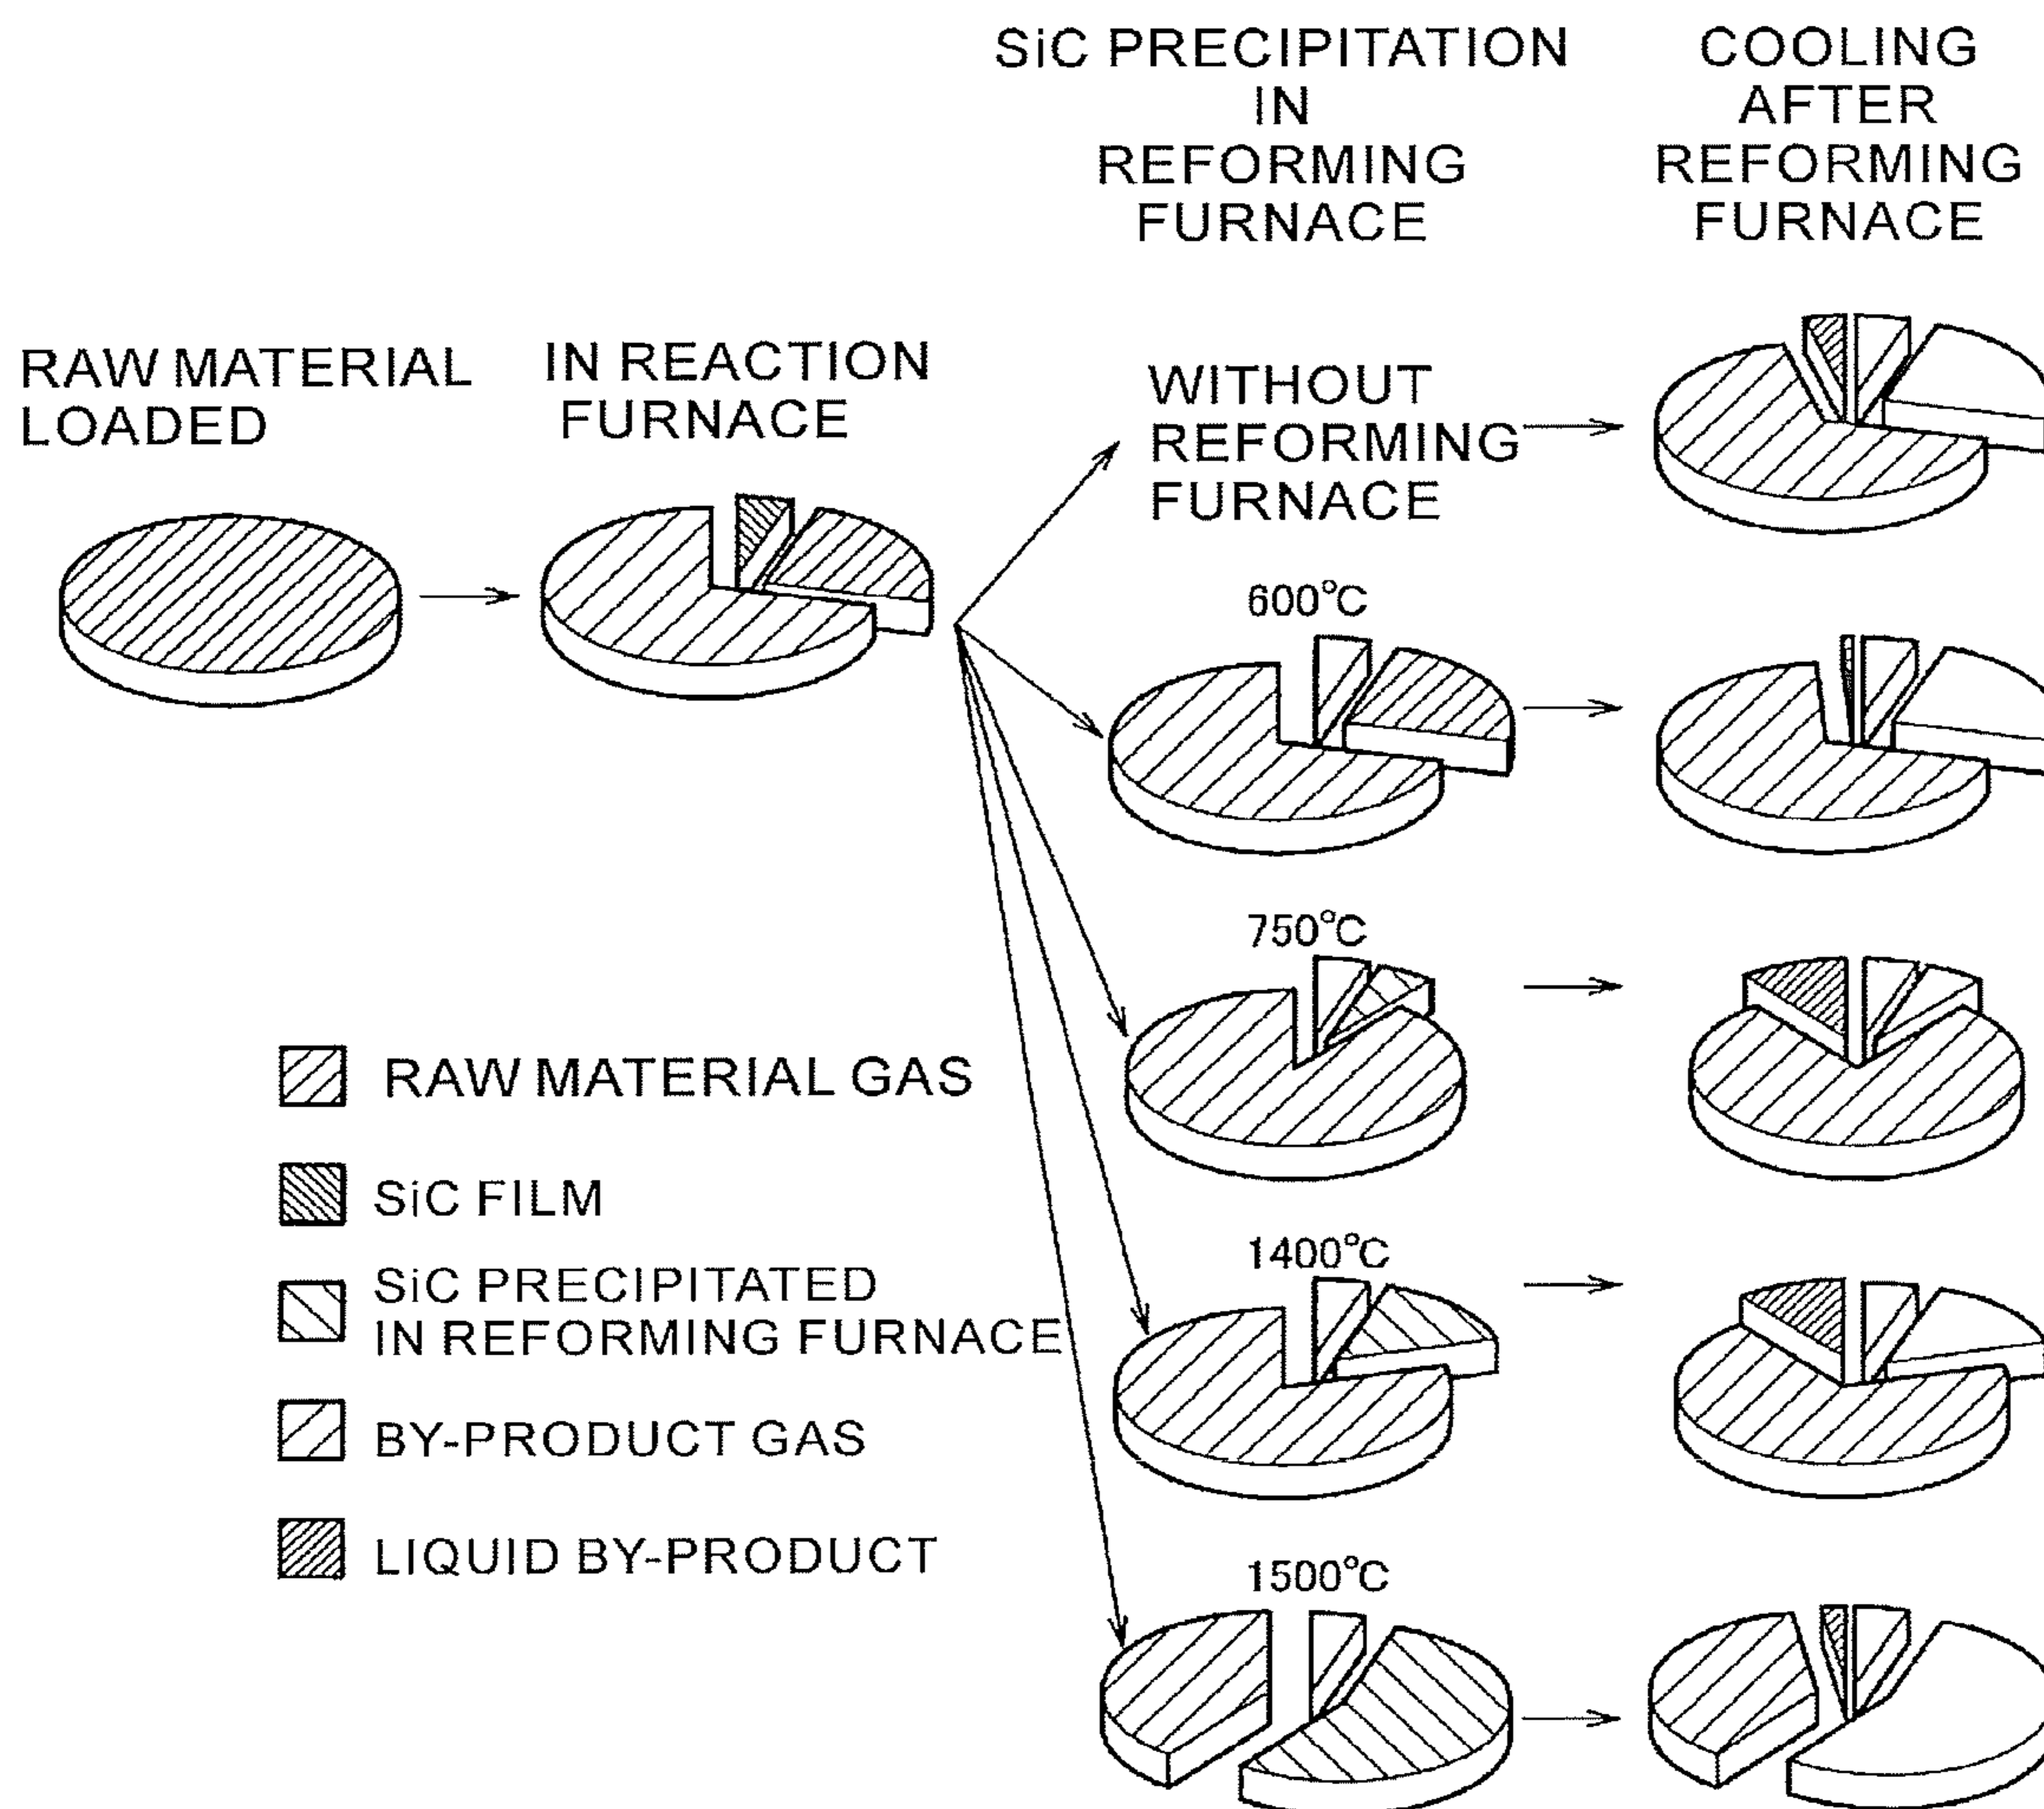 SiC PRECIPITATION
IN
REFORMING
FURNACE
COOLING
AFTER
REFORMING
FURNACE
RAW MATERIAL
LOADED
IN REACTION
FURNACE
WITHOUT
REFORMING
FURNACE
600°C
750°C
1400°C
1500°C
RAW MATERIAL GAS
SiC FILM
SiC PRECIPITATED
IN REFORMING FURNACE
BY-PRODUCT GAS
LIQUID BY-PRODUCT